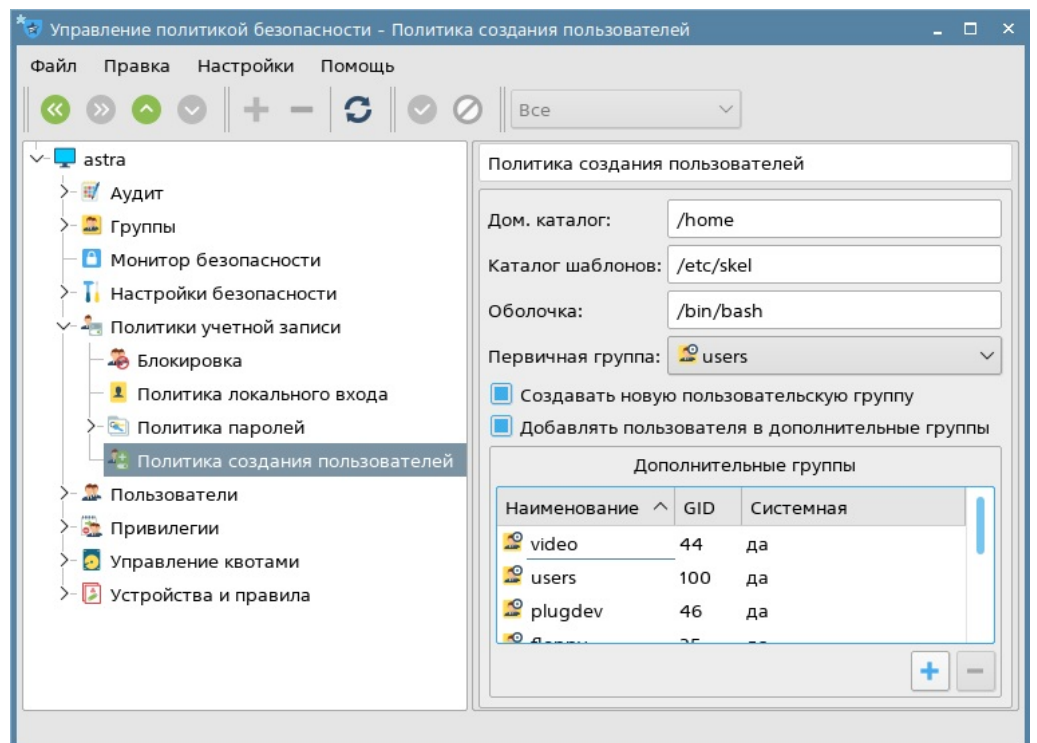 Управление политикой безопасности - Политика создания пользователей
Файл Правка Настройки Помощь
Все
astra
Аудит
Группы
Монитор безопасности
Настройки безопасности
Политики учетной записи
Блокировка
Политика локального входа
Политика паролей
Политика создания пользователей
Пользователи
Привилегии
Управление квотами
Устройства и правила
Политика создания пользователей
Дом. каталог: /home
Каталог шаблонов: /etc/skel
Оболочка: /bin/bash
Первичная группа: users
Создавать новую пользовательскую группу
Добавлять пользователя в дополнительные группы
Дополнительные группы
Наименование GID Системная
video 44 да
users 100 да
plugdev 46 да